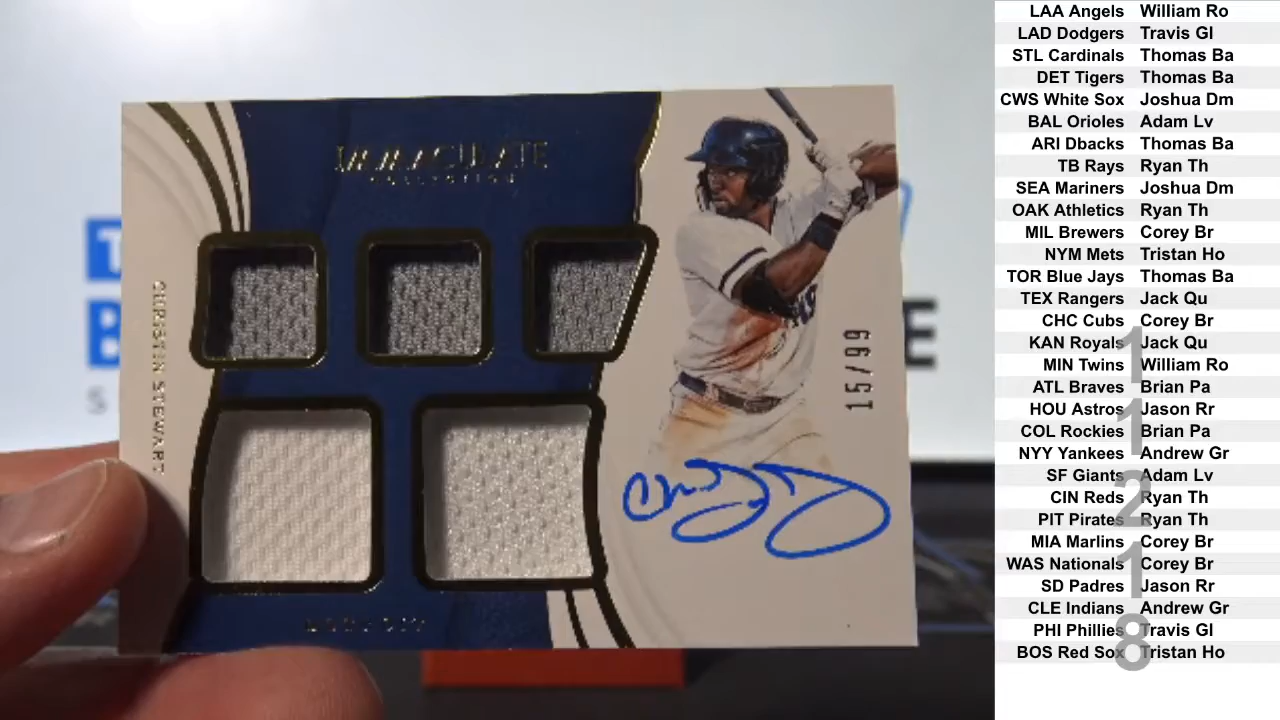 IMMACULATE
COLLECTION
CHRISTIN STEWART
15/99
LAA Angels William Ro
LAD Dodgers Travis Gl
STL Cardinals Thomas Ba
DET Tigers Thomas Ba
CWS White Sox Joshua Dm
BAL Orioles Adam Lv
ARI Dbacks Thomas Ba
TB Rays Ryan Th
SEA Mariners Joshua Dm
OAK Athletics Ryan Th
MIL Brewers Corey Br
NYM Mets Tristan Ho
TOR Blue Jays Thomas Ba
TEX Rangers Jack Qu
CHC Cubs Corey Br
KAN Royals Jack Qu
MIN Twins William Ro
ATL Braves Brian Pa
HOU Astros Jason Rr
COL Rockies Brian Pa
NYY Yankees Andrew Gr
SF Giants Adam Lv
CIN Reds Ryan Th
PIT Pirates Ryan Th
MIA Marlins Corey Br
WAS Nationals Corey Br
SD Padres Jason Rr
CLE Indians Andrew Gr
PHI Phillies Travis Gl
BOS Red Sox Tristan Ho
1
1
2
1
8